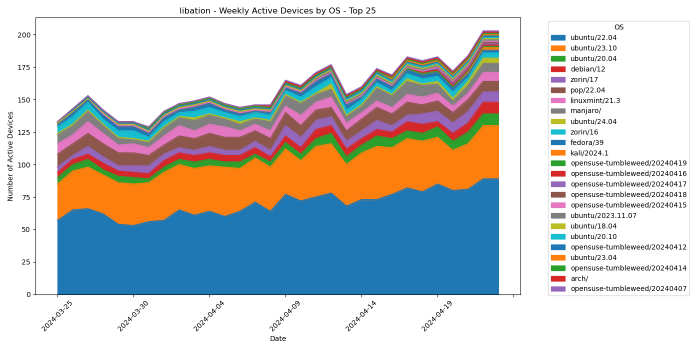 libation - Weekly Active Devices by OS - Top 25
200
175
150
125
100
75
50
25
0
Number of Active Devices
2024-03-25
2024-03-30
2024-04-04
2024-04-09
2024-04-14
2024-04-19
Date
OS
ubuntu/22.04
ubuntu/23.10
ubuntu/20.04
debian/12
zorin/17
pop/22.04
linuxmint/21.3
manjaro/
ubuntu/24.04
zorin/16
fedora/39
kali/2024.1
opensuse-tumbleweed/20240419
opensuse-tumbleweed/20240416
opensuse-tumbleweed/20240417
opensuse-tumbleweed/20240418
opensuse-tumbleweed/20240415
ubuntu/2023.11.07
ubuntu/18.04
ubuntu/20.10
opensuse-tumbleweed/20240412
ubuntu/23.04
opensuse-tumbleweed/20240414
arch/
opensuse-tumbleweed/20240407